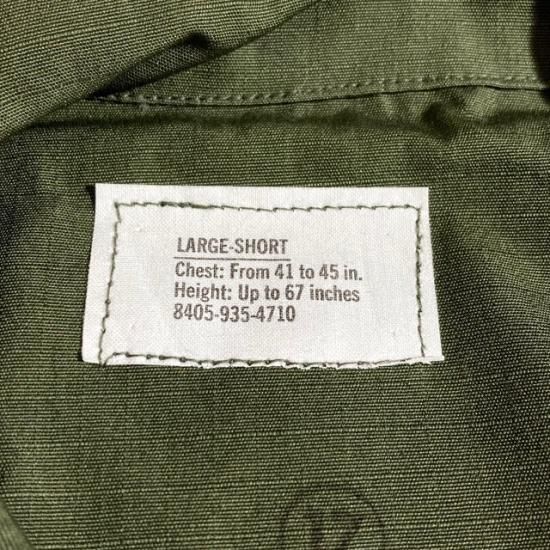 LARGE-SHORT
Chest: From 41 to 45 in.
Height: Up to 67 inches
8405-935-4710